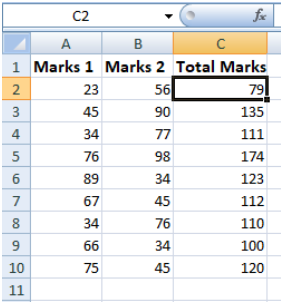 C2 fx
A B C
1 Marks 1 Marks 2 Total Marks
2 23 56 79
3 45 90 135
4 34 77 111
5 76 98 174
6 89 34 123
7 67 45 112
8 34 76 110
9 66 34 100
10 75 45 120
11